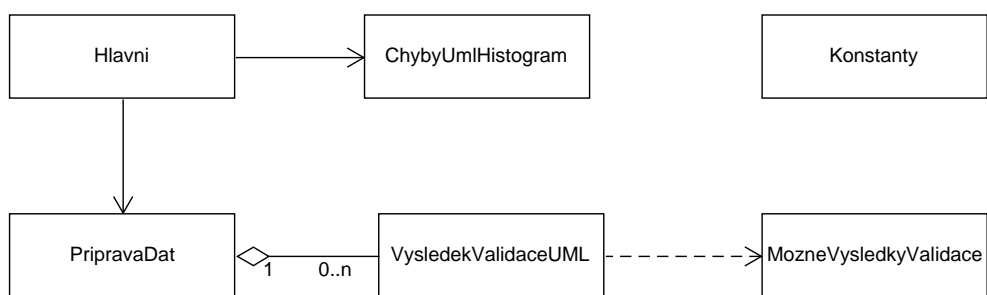 Hlavni
ChybyUmlHistogram
Konstanty
PripravaDat
1
0..n
VysledekValidaceUML
MozneVysledkyValidace